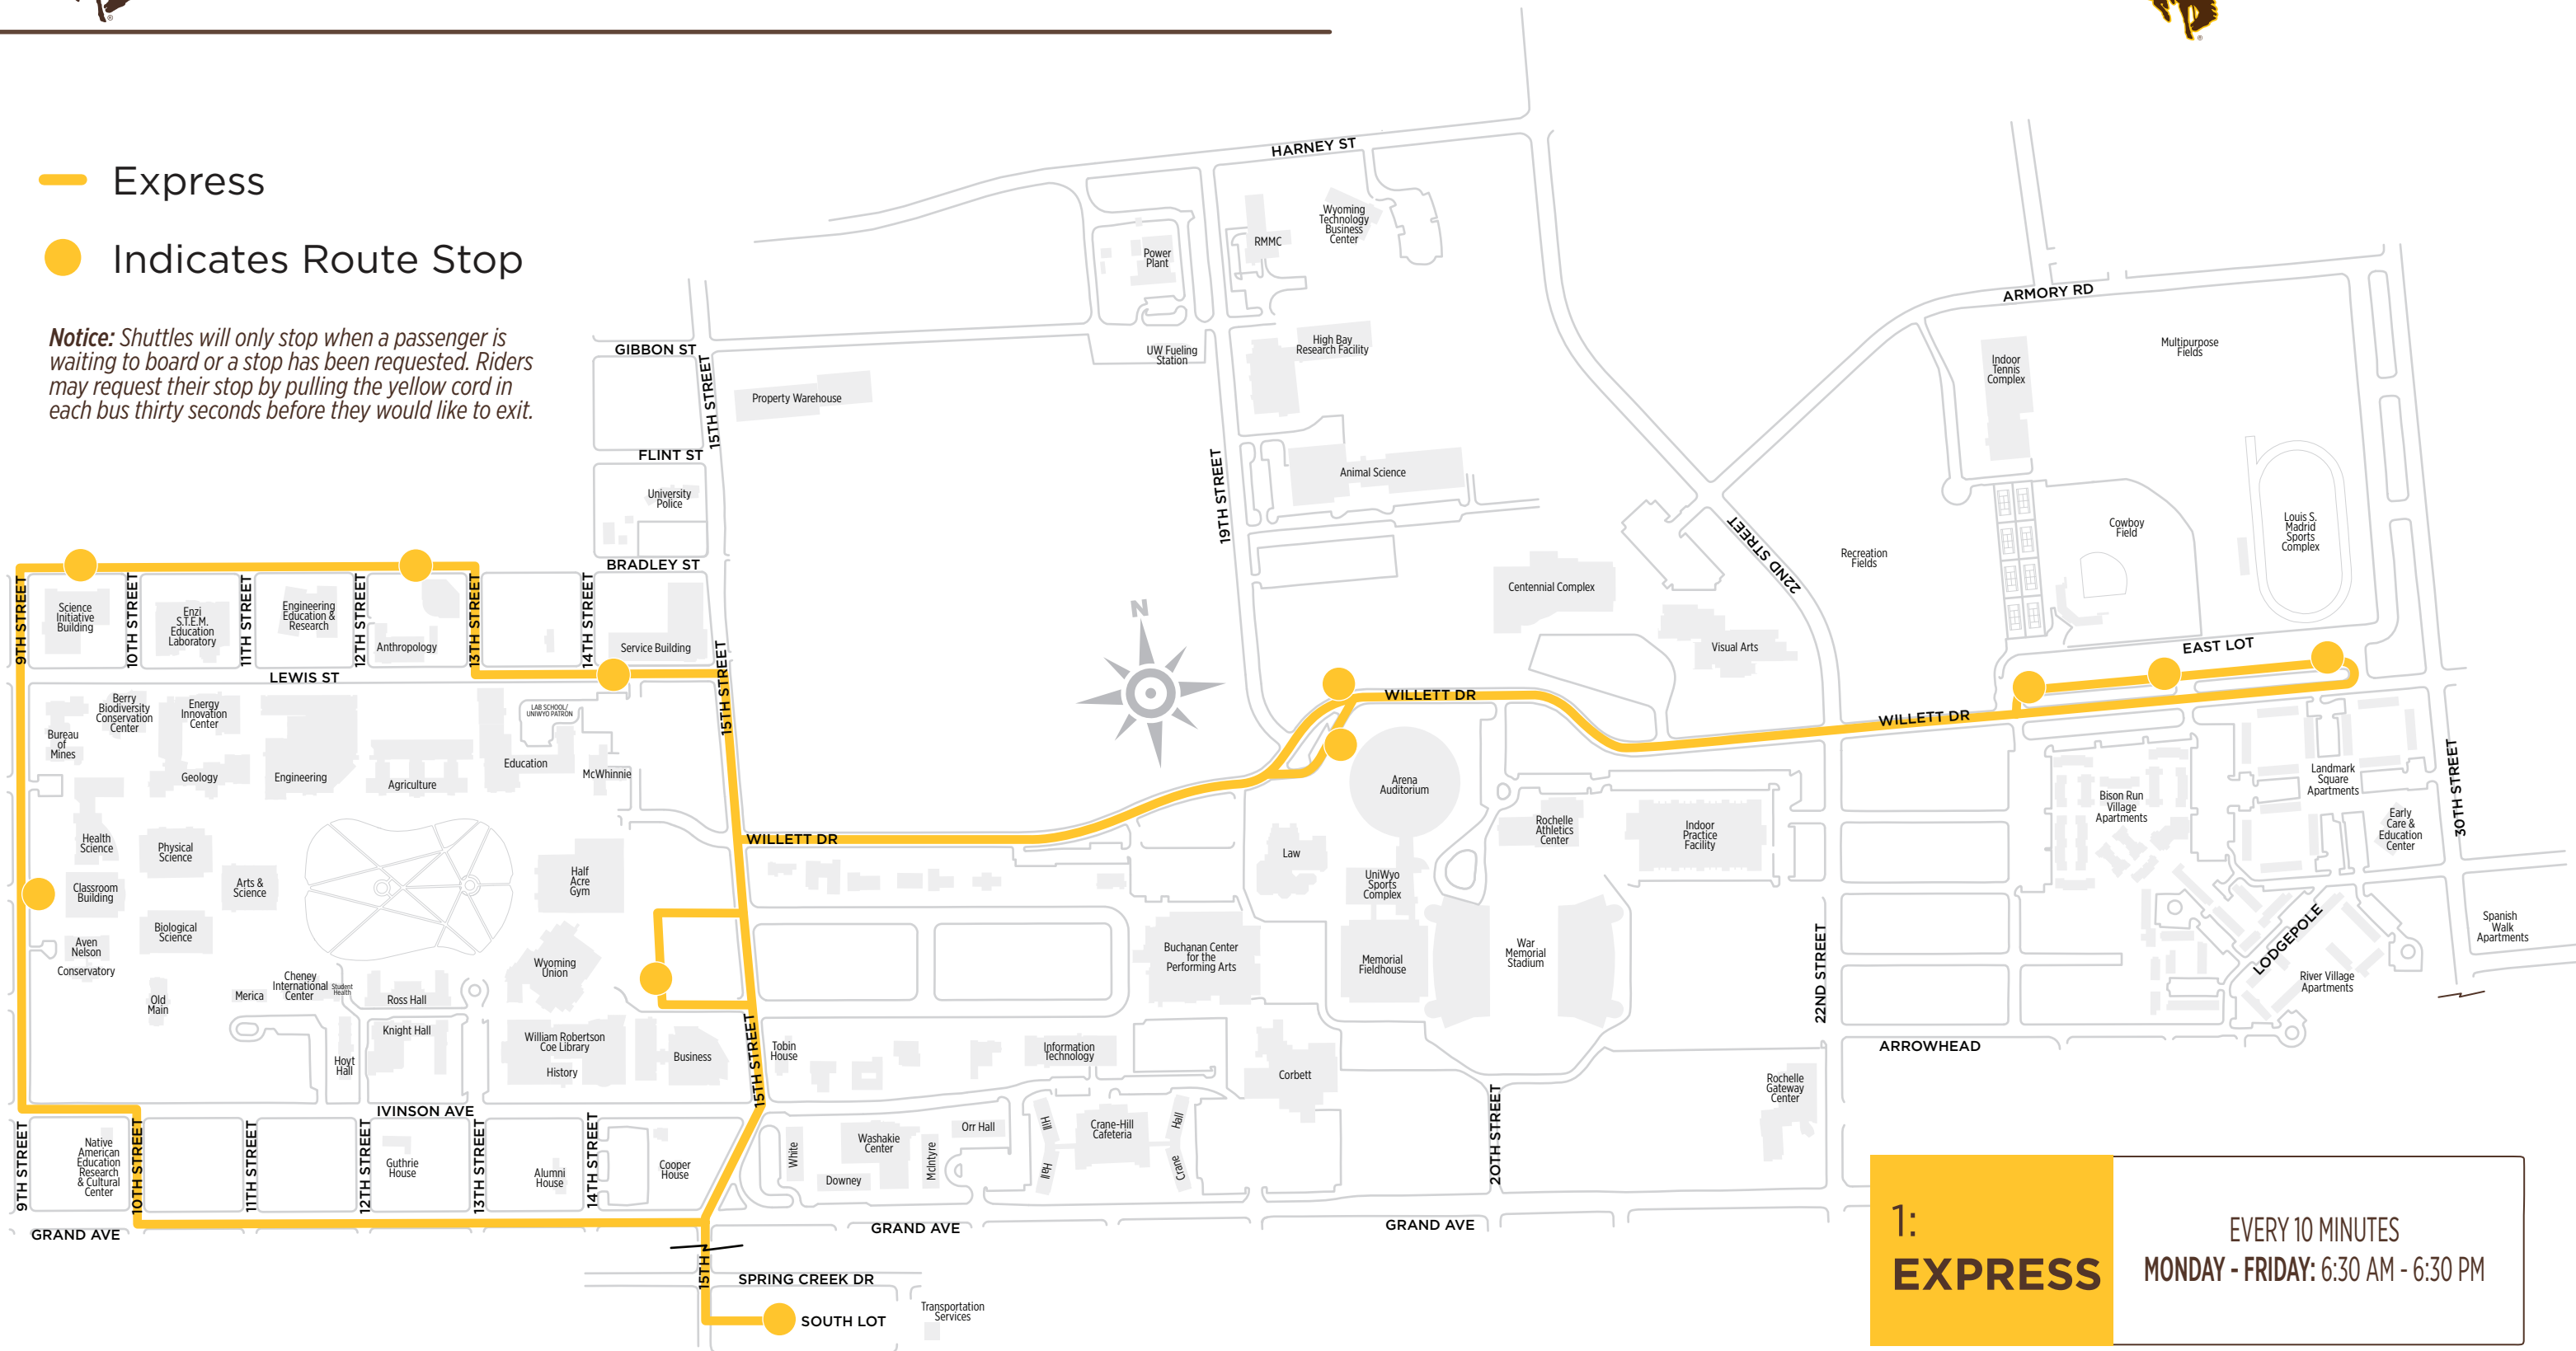 Express
Indicates Route Stop
Notice: Shuttles will only stop when a passenger is
waiting to board or a stop has been requested. Riders
may request their stop by pulling the yellow cord in
each bus thirty seconds before they would like to exit.
HARNEY ST
Wyoming
Technology
Business
Center
RMMC
Power
Plant
ARMORY RD
GIBBON ST
UW Fueling
Station
High Bay
Research Facility
Multipurpose
Fields
Indoor
Tennis
Complex
15TH STREET
Property Warehouse
FLINT ST
University
Police
19TH STREET
Animal Science
22ND STREET
Recreation
Fields
Cowboy
Field
Louis S.
Madrid
Sports
Complex
BRADLEY ST
9TH STREET
Science
Initiative
Building
10TH STREET
Enzi
S.T.E.M.
Education
Laboratory
11TH STREET
Engineering
Education &
Research
12TH STREET
Anthropology
13TH STREET
14TH STREET
Service Building
15TH STREET
N
Centennial Complex
Visual Arts
EAST LOT
LEWIS ST
Berry
Biodiversity
Conservation
Center
Energy
Innovation
Center
LAB SCHOOL/
UNIWYO PATRON
WILLETT DR
WILLETT DR
Bureau
of
Mines
Geology
Engineering
Agriculture
Education
McWhinnie
Arena
Auditorium
Landmark
Square
Apartments
30TH STREET
Bison Run
Village
Apartments
Early
Care &
Education
Center
Health
Science
Physical
Science
WILLETT DR
Law
Rochelle
Athletics
Center
Indoor
Practice
Facility
Classroom
Building
Arts &
Science
Half
Acre
Gym
UniWyo
Sports
Complex
Aven
Nelson
Biological
Science
Conservatory
Wyoming
Union
Buchanan Center
for the
Performing Arts
Memorial
Fieldhouse
War
Memorial
Stadium
22ND STREET
LODGEPOLE
Spanish
Walk
Apartments
River Village
Apartments
Old
Main
Merica
Cheney
International
Center
Student
Health
Ross Hall
Knight Hall
Hoyt
Hall
William Robertson
Coe Library
History
Business
15TH STREET
Tobin
House
Information
Technology
Corbett
ARROWHEAD
Rochelle
Gateway
Center
IVINSON AVE
9TH STREET
Native
American
Education
Research
& Cultural
Center
10TH STREET
11TH STREET
12TH STREET
Guthrie
House
13TH STREET
Alumni
House
14TH STREET
Cooper
House
White
Washakie
Center
Downey
McIntyre
Orr Hall
Hill
Hall
Crane-Hill
Cafeteria
Hall
Crane
20TH STREET
GRAND AVE
GRAND AVE
GRAND AVE
15TH
SPRING CREEK DR
SOUTH LOT
Transportation
Services
1:
EXPRESS
EVERY 10 MINUTES
MONDAY - FRIDAY: 6:30 AM - 6:30 PM